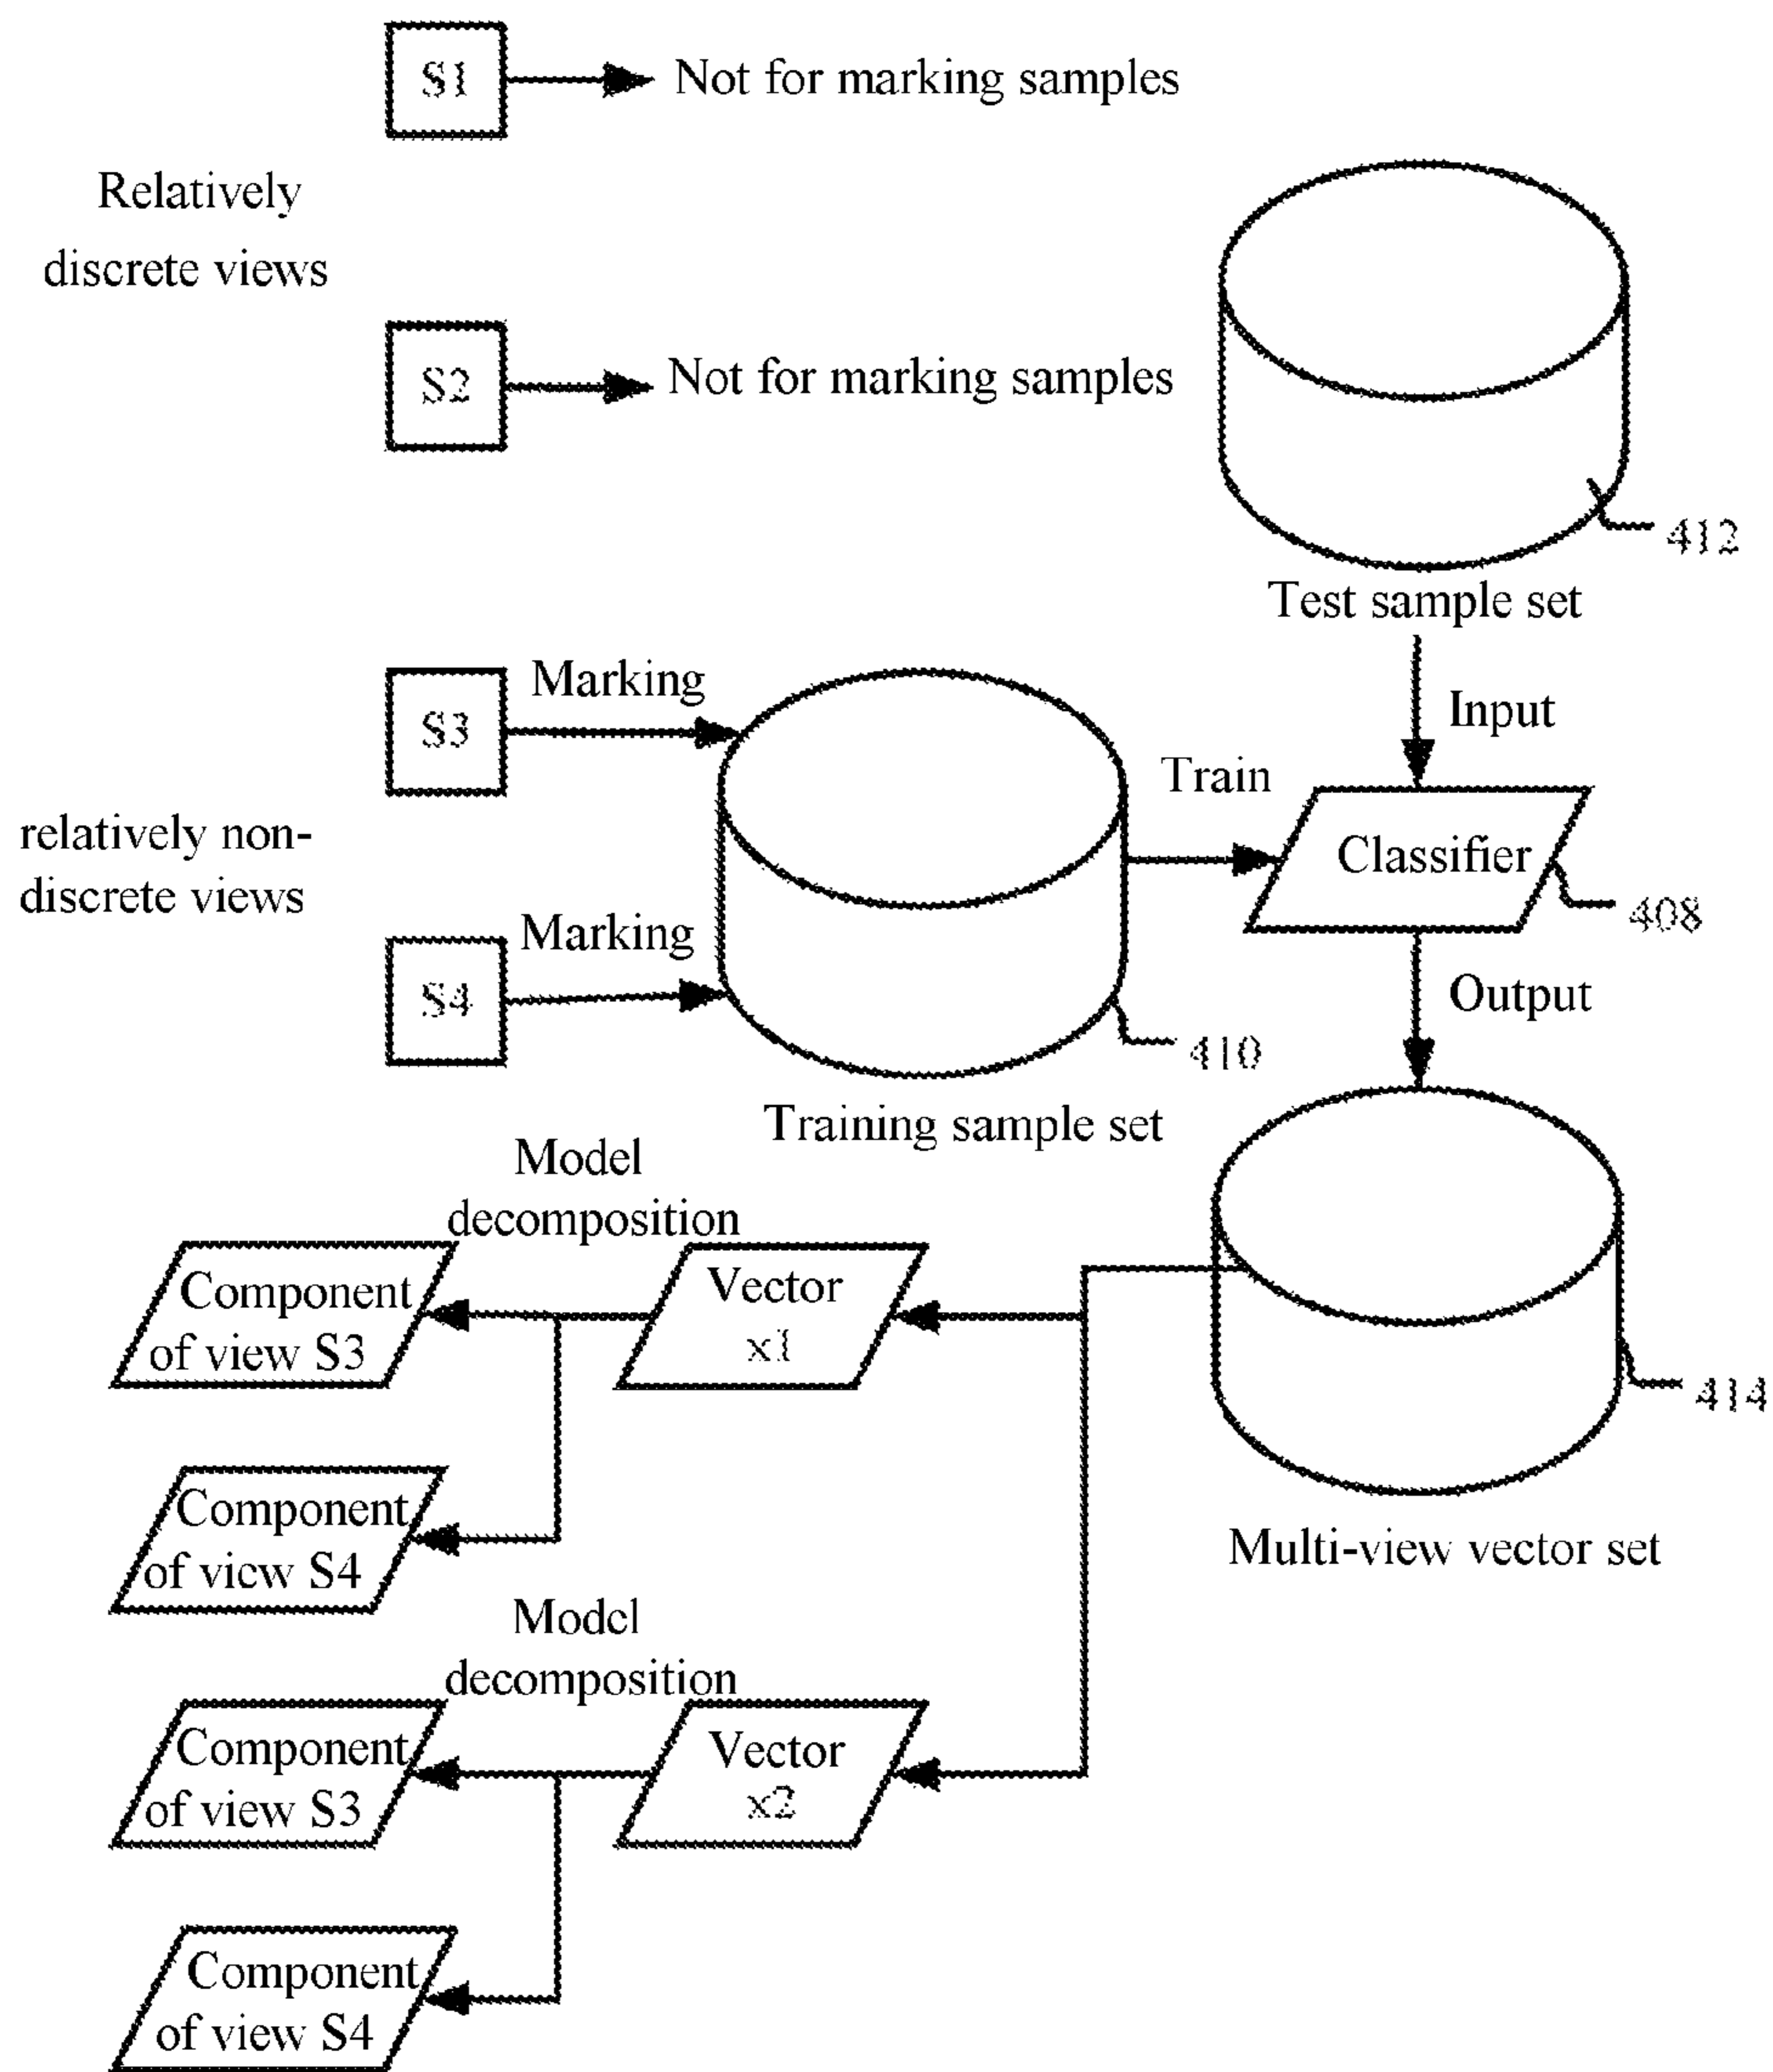 S1
Not for marking samples
Relatively
discrete views
S2
Not for marking samples
412
Test sample set
Input
S3
Marking
Train
Classifier
408
relatively non-
discrete views
S4
Marking
410
Training sample set
Output
414
Multi-view vector set
Model
decomposition
Component
of view S3
Vector
x1
Component
of view S4
Model
decomposition
Component
of view S3
Vector
x2
Component
of view S4